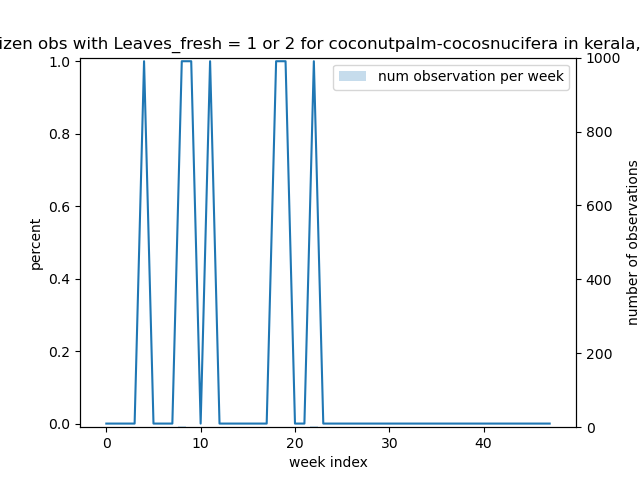 izen obs with Leaves_fresh = 1 or 2 for coconutpalm-cocosnucifera in kerala,
num observation per week
1.0
0.8
0.6
0.4
0.2
0.0
percent
1000
800
600
400
200
0
number of observations
0 10 20 30 40
week index